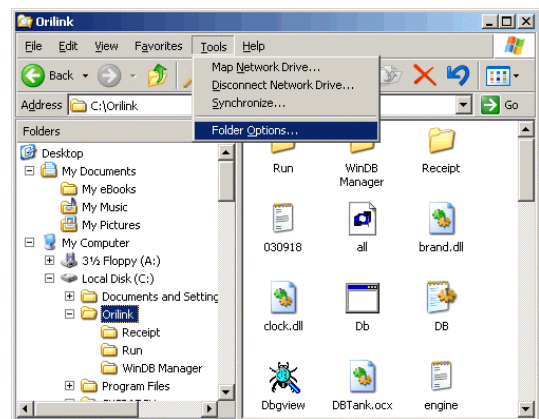 Orilink
File Edit View Favorites Tools Help
Map Network Drive...
Disconnect Network Drive...
Synchronize...
Folder Options...
Back
Address C:\Orilink Go
Folders
Desktop
My Documents
My eBooks
My Music
My Pictures
My Computer
3½ Floppy (A:)
Local Disk (C:)
Documents and Setting
Orilink
Receipt
Run
WinDB Manager
Program Files
Run WinDB Manager Receipt
030918 all brand.dll
clock.dll Db DB
Dbgview DBTank.ocx engine